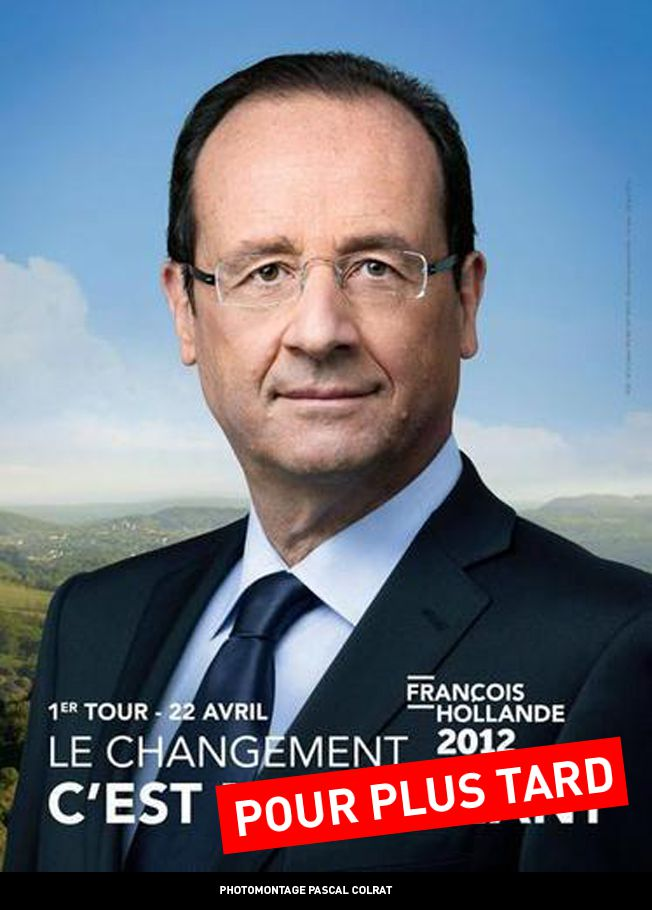 1ER TOUR - 22 AVRIL
FRANÇOIS
HOLLANDE
2012
LE CHANGEMENT
C'EST
POUR PLUS TARD
PHOTOMONTAGE PASCAL COLRAT